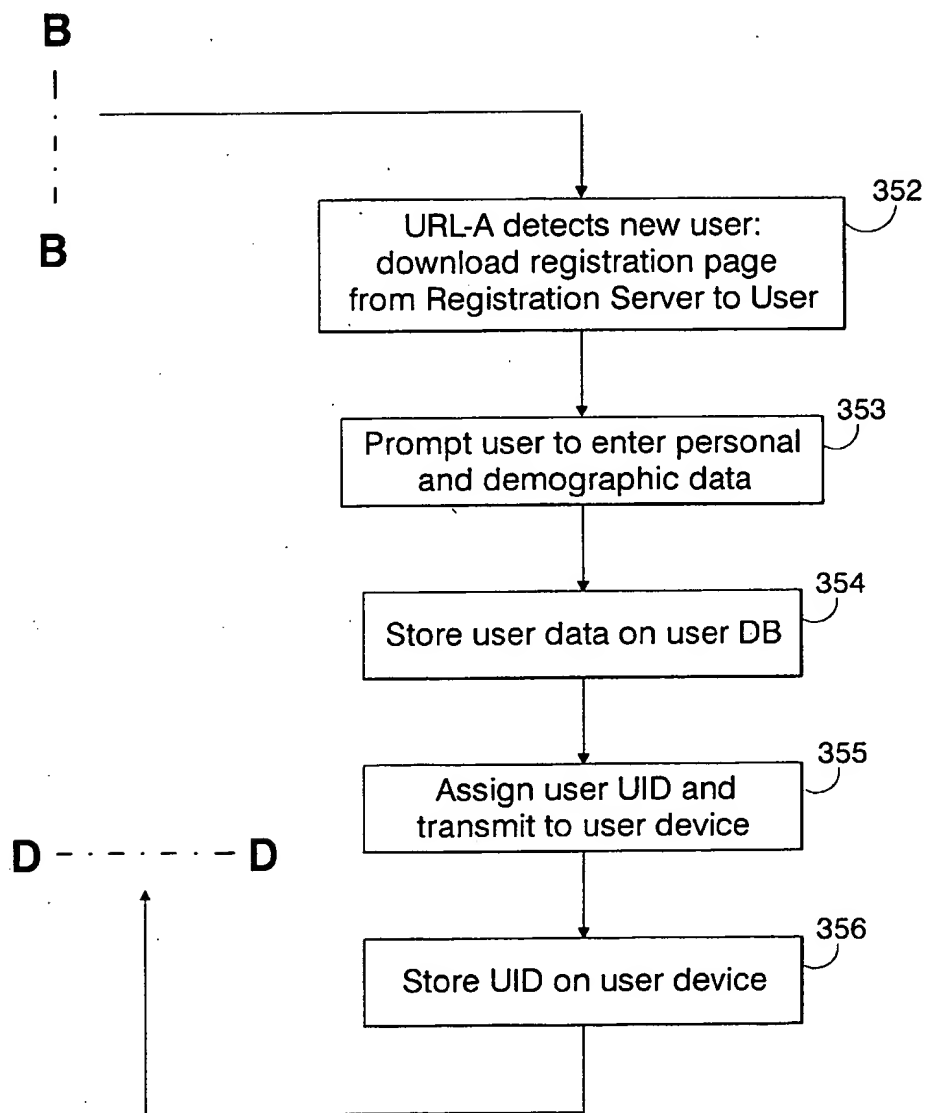 B
B
352
URL-A detects new user:
download registration page
from Registration Server to User
353
Prompt user to enter personal
and demographic data
354
Store user data on user DB
355
Assign user UID and
transmit to user device
D D
356
Store UID on user device